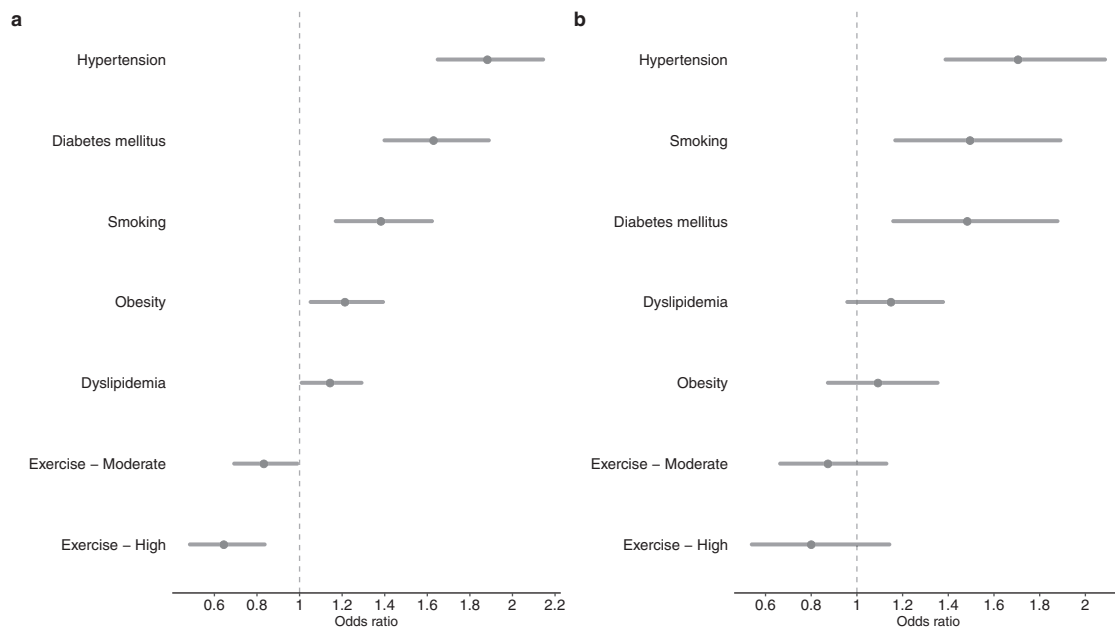 a
Hypertension
Diabetes mellitus
Smoking
Obesity
Dyslipidemia
Exercise – Moderate
Exercise – High
0.6 0.8 1 1.2 1.4 1.6 1.8 2 2.2
Odds ratio
b
Hypertension
Smoking
Diabetes mellitus
Dyslipidemia
Obesity
Exercise – Moderate
Exercise – High
0.6 0.8 1 1.2 1.4 1.6 1.8 2
Odds ratio